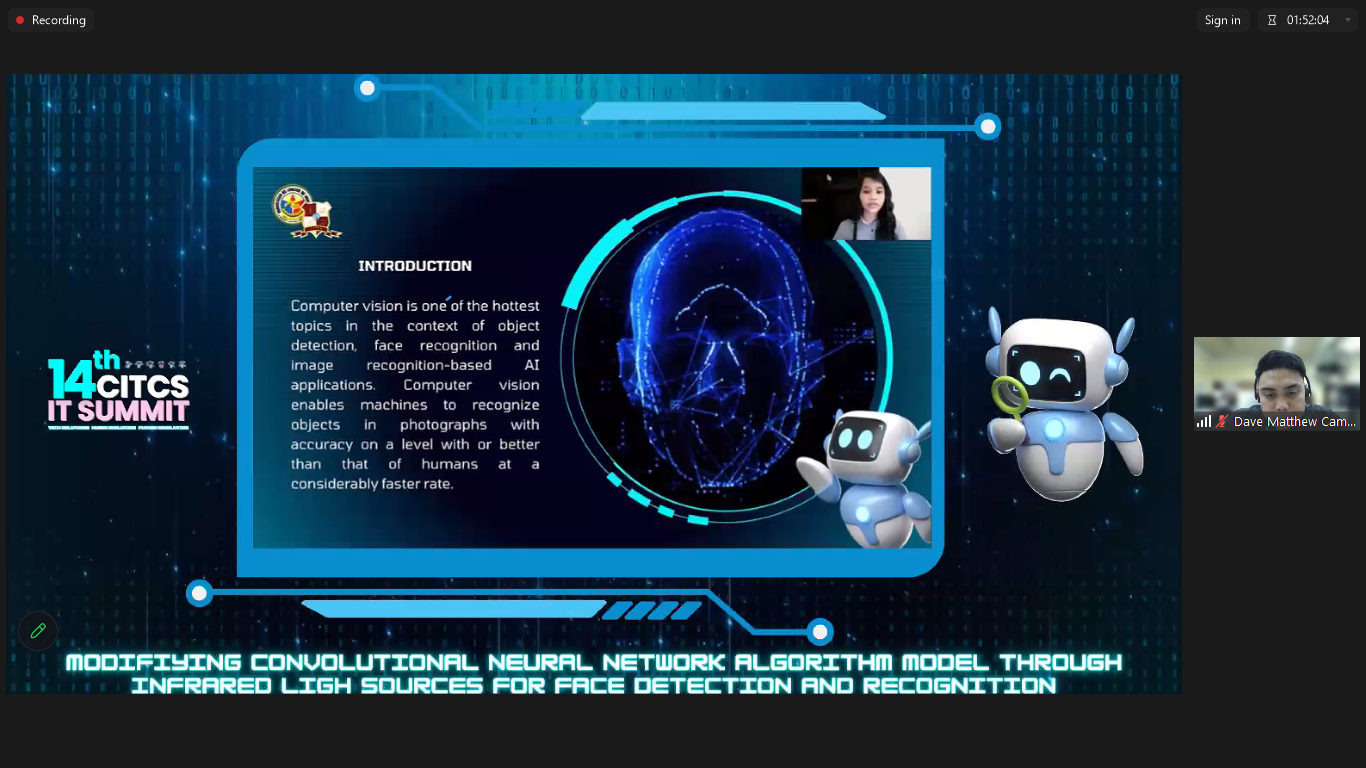 Recording
Sign in
01:52:04
INTRODUCTION
Computer vision is one of the hottest
topics in the context of object
detection, face recognition and
image recognition-based AI
applications. Computer vision
enables machines to recognize
objects in photographs with
accuracy on a level with or better
than that of humans at a
considerably faster rate.
14th
CITCS
IT SUMMIT
Dave Matthew Cam...
MODIFIYING CONVOLUTIONAL NEURAL NETWORK ALGORITHM MODEL THROUGH
INFRARED LIGH SOURCES FOR FACE DETECTION AND RECOGNITION